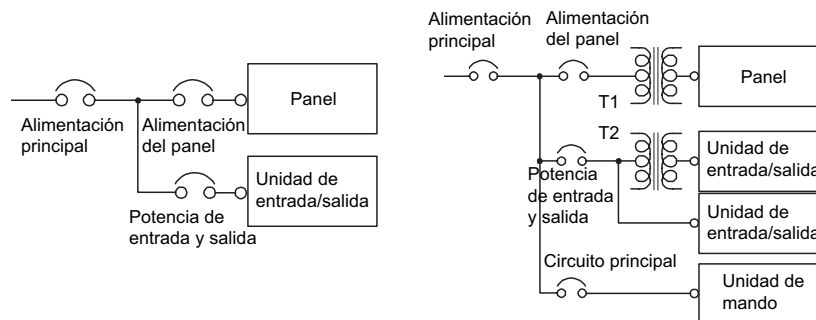 Panel
Alimentación
principal
Alimentación
del panel
Unidad de
entrada/salida
Potencia de
entrada y salida
Alimentación
principal
Alimentación
del panel
T1
Panel
T2
Unidad de
entrada/salida
Potencia
de entrada
y salida
Unidad de
entrada/salida
Circuito principal
Unidad de
mando